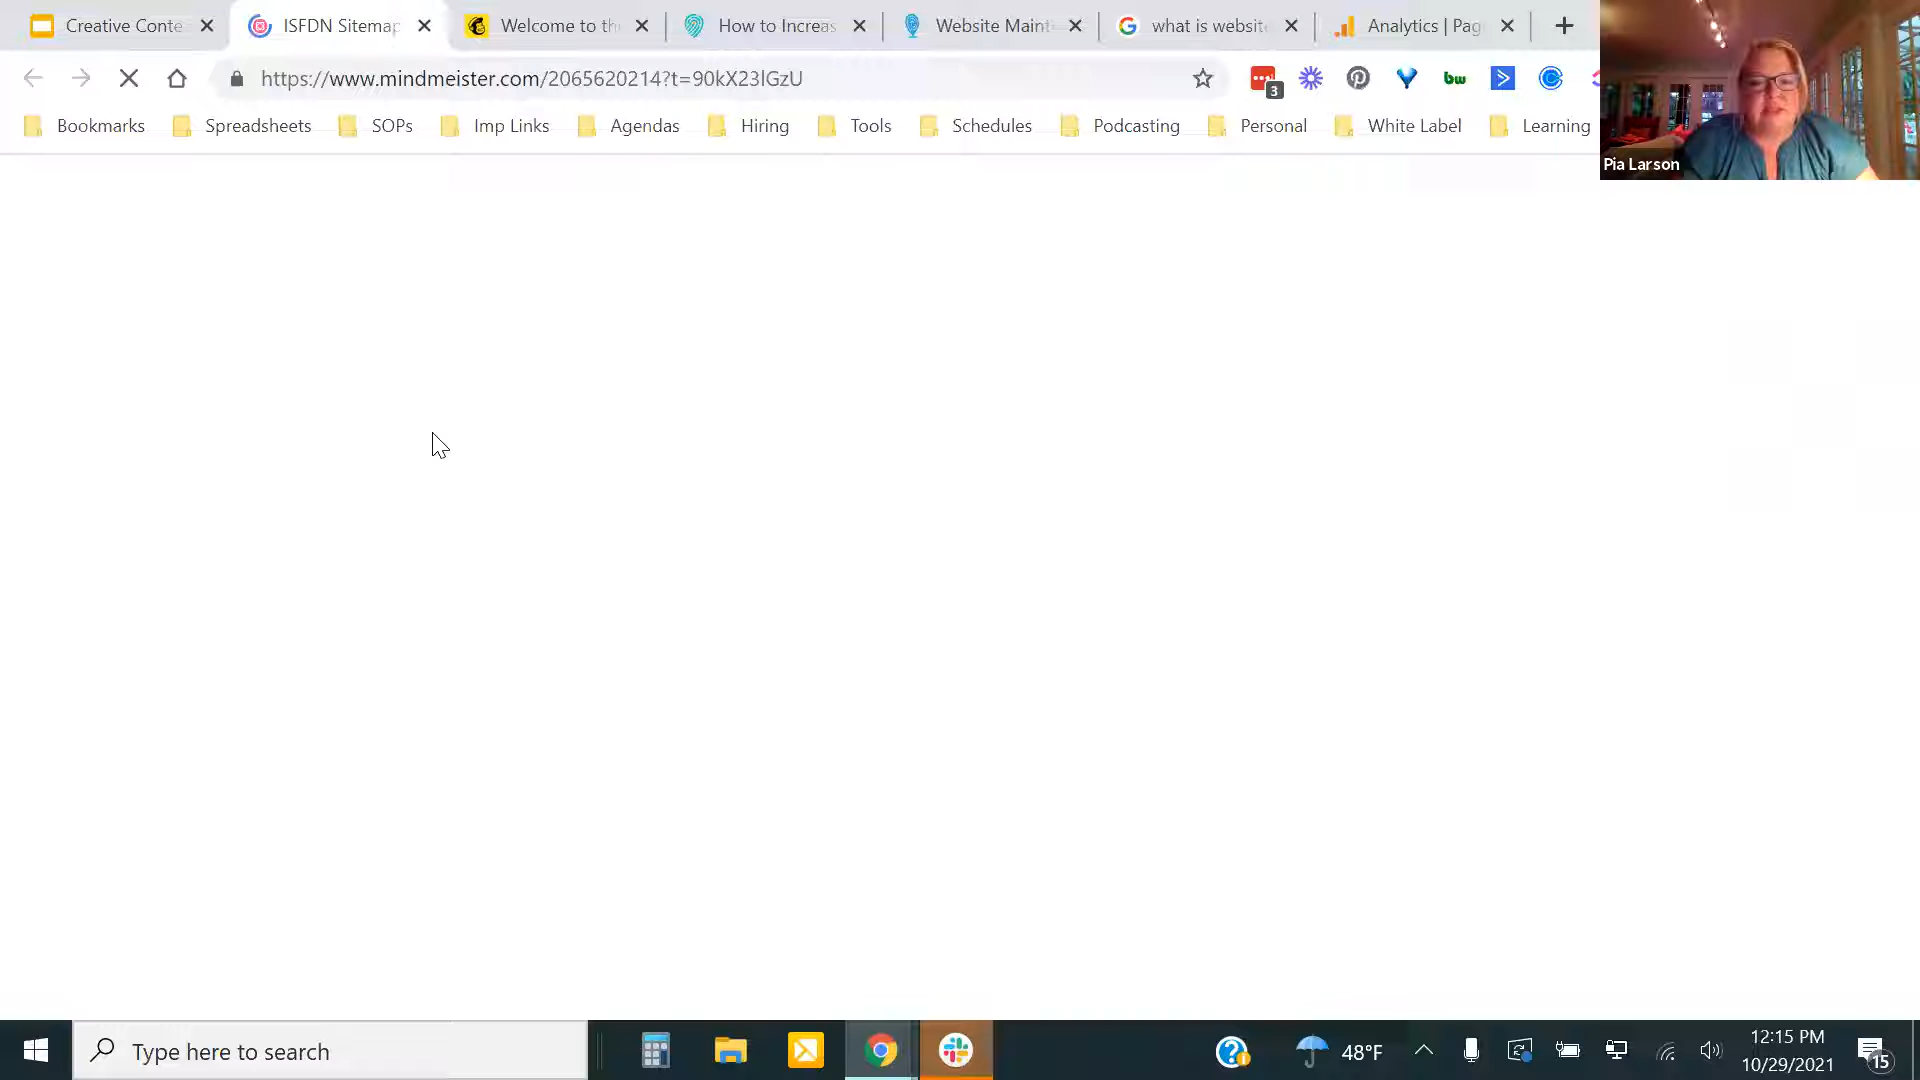 Creative Conte
ISFDN Sitemap
Welcome to th
How to Increas
Website Maint
what is website
Analytics | Pag
https://www.mindmeister.com/2065620214?t=90kX23lGzU
3
bw
Bookmarks
Spreadsheets
SOPs
Imp Links
Agendas
Hiring
Tools
Schedules
Podcasting
Personal
White Label
Learning
Pia Larson
Type here to search
48°F
12:15 PM
10/29/2021
15